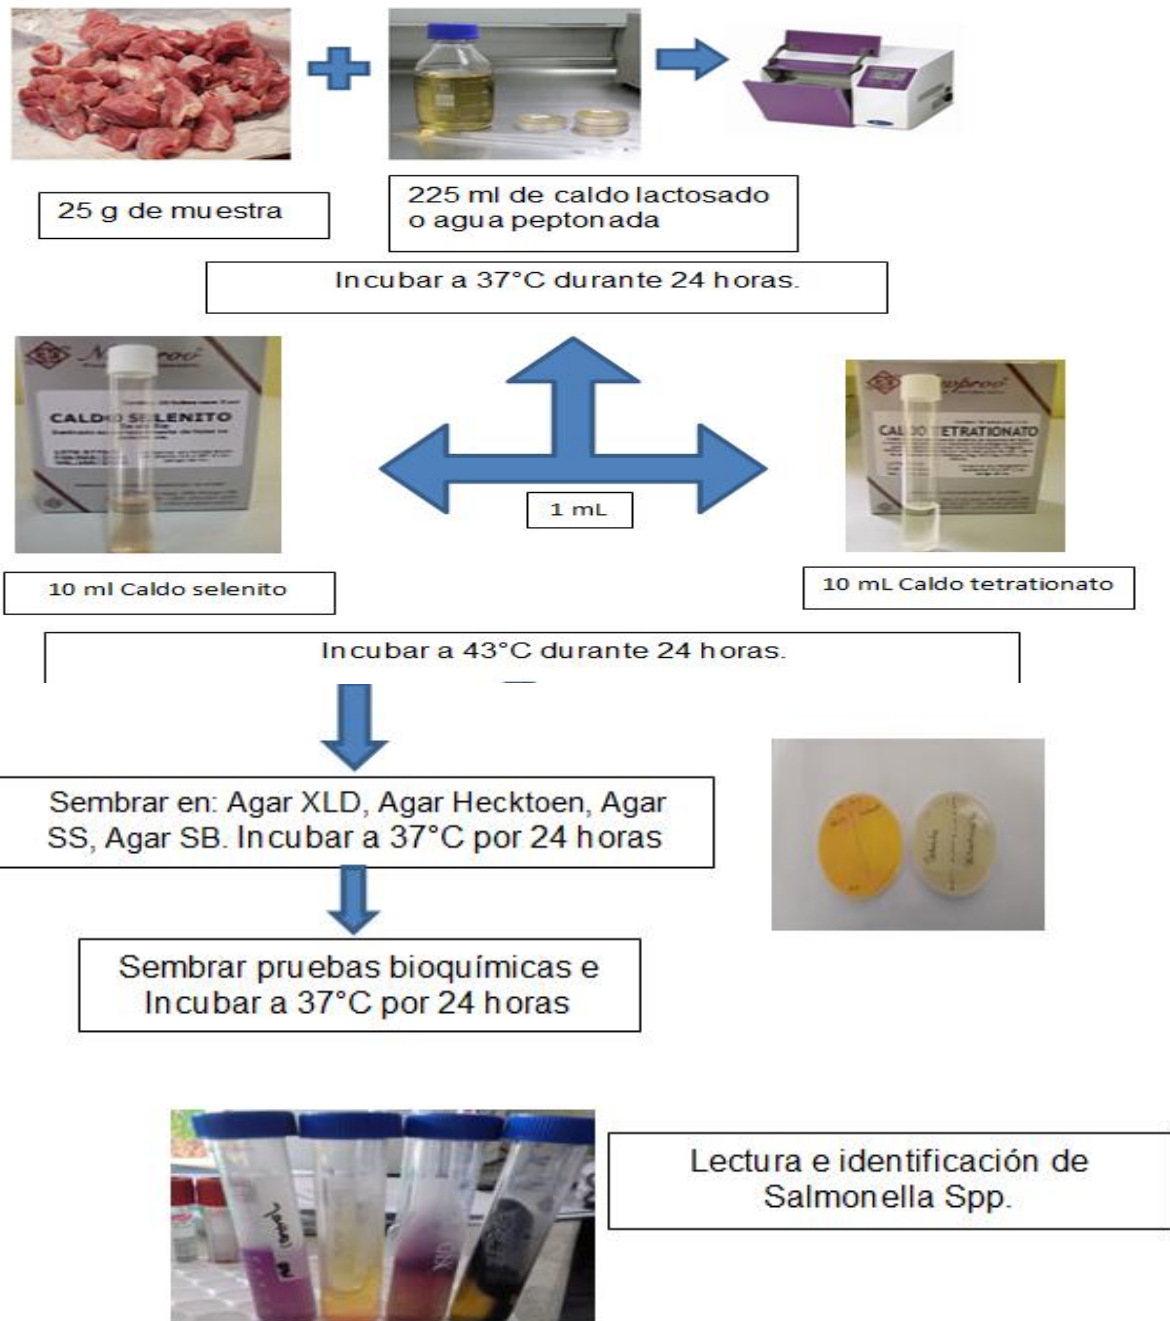 25 g de muestra
225 ml de caldo lactosado
o agua peptonada
Incubar a 37°C durante 24 horas.
CALDO SELENITO
CALDO TETRATIONATO
1 mL
10 ml Caldo selenito
10 mL Caldo tetrationato
Incubar a 43°C durante 24 horas.
Sembrar en: Agar XLD, Agar Hecktoen, Agar
SS, Agar SB. Incubar a 37°C por 24 horas
Sembrar pruebas bioquímicas e
Incubar a 37°C por 24 horas
Lectura e identificación de
Salmonella Spp.